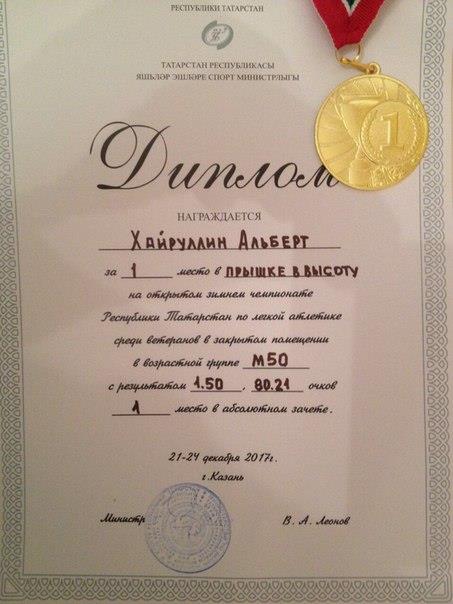 РЕСПУБЛИКИ ТАТАРСТАН
ТАТАРСТАН РЕСПУБЛИКАСЫ
ЯШЬЛӘР ЭШЛӘРЕ СПОРТ МИНИСТРЛЫГЫ
1
Диплом
НАГРАЖДАЕТСЯ
Хайруллин Альберт
за 1 место в ПРЫШКЕ В ВЫСОТУ
на открытом зимнем чемпионате
Республики Татарстан по легкой атлетике
среди ветеранов в закрытом помещении
в возрастной группе М50
с результатом 1.50, 80.21 очков
1 место в абсолютном зачете.
21-24 декабря 2017г.
г.Казань
Министр В. А. Леонов